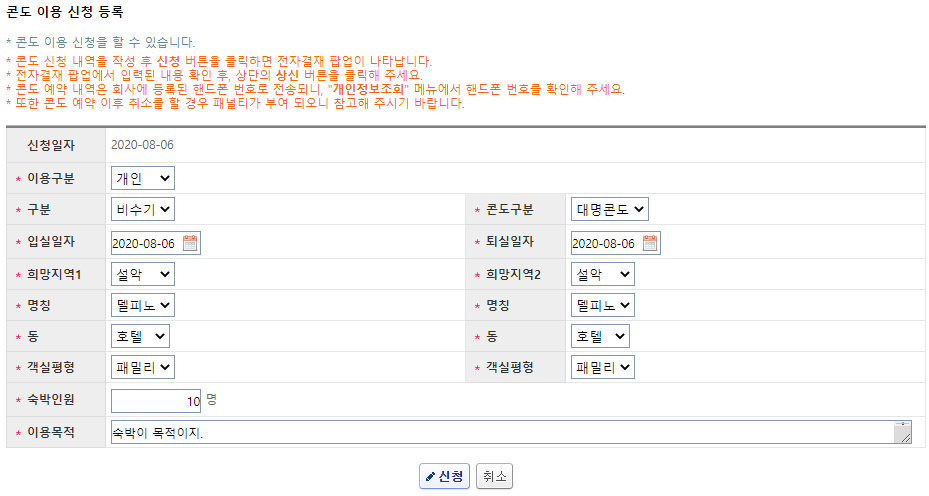 콘도 이용 신청 등록
* 콘도 이용 신청을 할 수 있습니다.
* 콘도 신청 내역을 작성 후 신청 버튼을 클릭하면 전자결재 팝업이 나타납니다.
* 전자결재 팝업에서 입력된 내용 확인 후, 상단의 상신 버튼을 클릭해 주세요.
* 콘도 예약 내역은 회사에 등록된 핸드폰 번호로 전송되니, "개인정보조회" 메뉴에서 핸드폰 번호를 확인해 주세요.
* 또한 콘도 예약 이후 취소를 할 경우 패널티가 부여 되오니 참고해 주시기 바랍니다.
신청일자 2020-08-06
* 이용구분 개인
* 구분 비수기 * 콘도구분 대명콘도
* 입실일자 2020-08-06 * 퇴실일자 2020-08-06
* 희망지역1 설악 * 희망지역2 설악
* 명칭 델피노 * 명칭 델피노
* 동 호텔 * 동 호텔
* 객실평형 패밀리 * 객실평형 패밀리
* 숙박인원 10 명
* 이용목적 숙박이 목적이지.
신청 취소